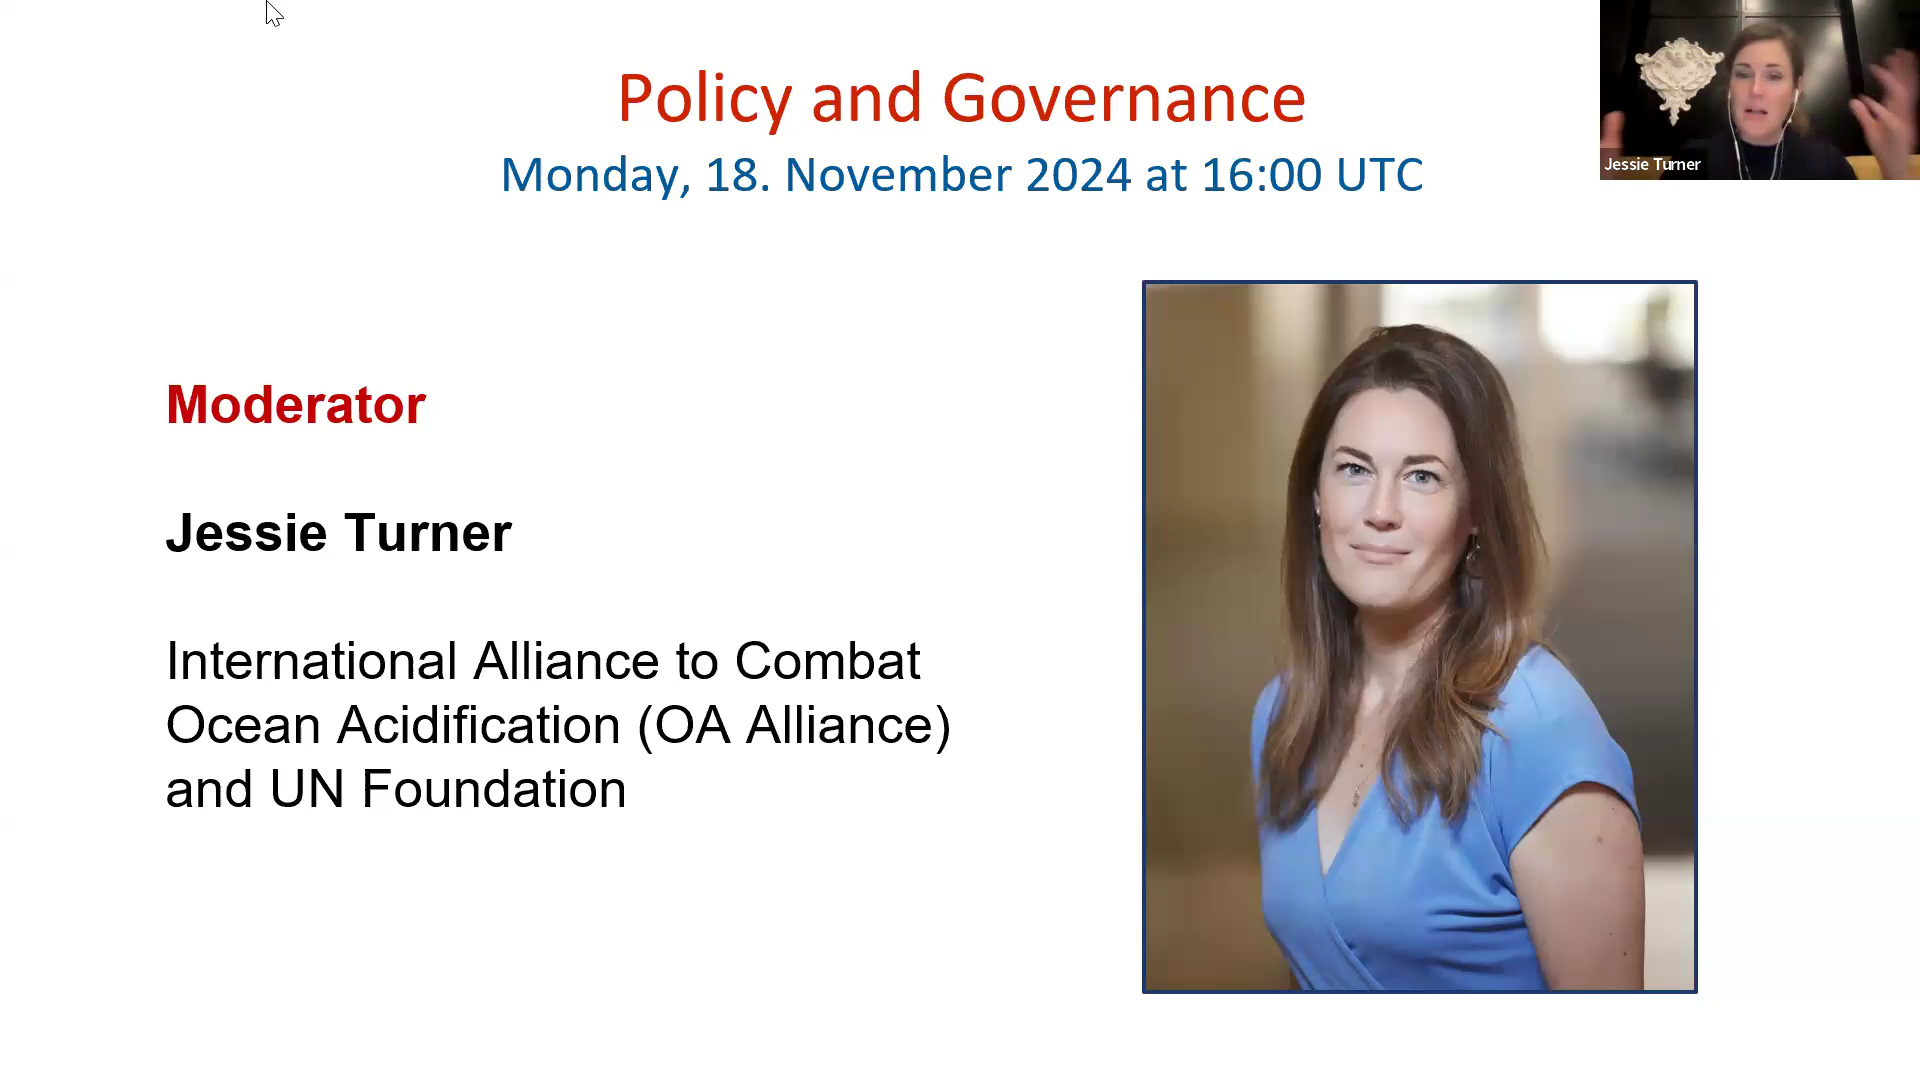 Policy and Governance
Monday, 18. November 2024 at 16:00 UTC
Jessie Turner
Moderator
Jessie Turner
International Alliance to Combat
Ocean Acidification (OA Alliance)
and UN Foundation